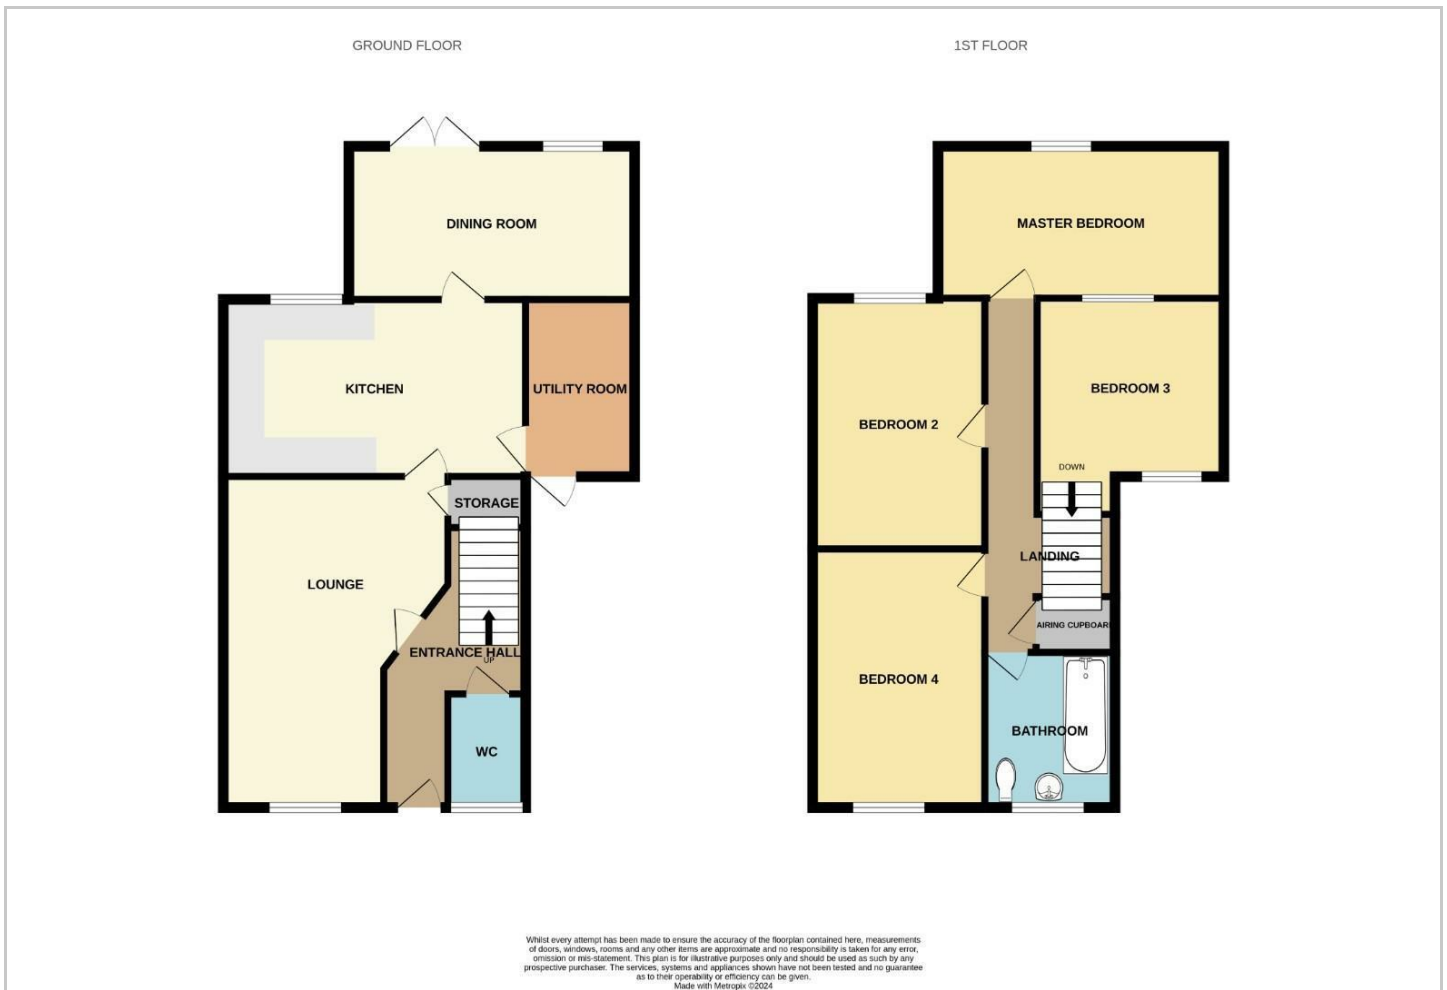 GROUND FLOOR
1ST FLOOR
DINING ROOM
KITCHEN
UTILITY ROOM
STORAGE
LOUNGE
ENTRANCE HALL
UP
WC
MASTER BEDROOM
BEDROOM 2
BEDROOM 3
DOWN
LANDING
AIRING CUPBOAR
BEDROOM 4
BATHROOM
Whilst every attempt has been made to ensure the accuracy of the floorplan contained here, measurements
of doors, windows, rooms and any other items are approximate and no responsibility is taken for any error,
omission or mis-statement. This plan is for illustrative purposes only and should be used as such by any
prospective purchaser. The services, systems and appliances shown have not been tested and no guarantee
as to their operability or efficiency can be given.
Made with Metropix ©2024